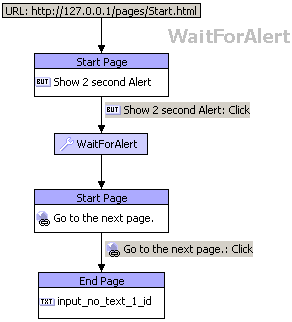 URL: http://127.0.0.1/pages/Start.html
WaitForAlert
Start Page
BUT Show 2 second Alert
BUT Show 2 second Alert: Click
WaitForAlert
Start Page
Go to the next page.
Go to the next page.: Click
End Page
TXT input_no_text_1_id